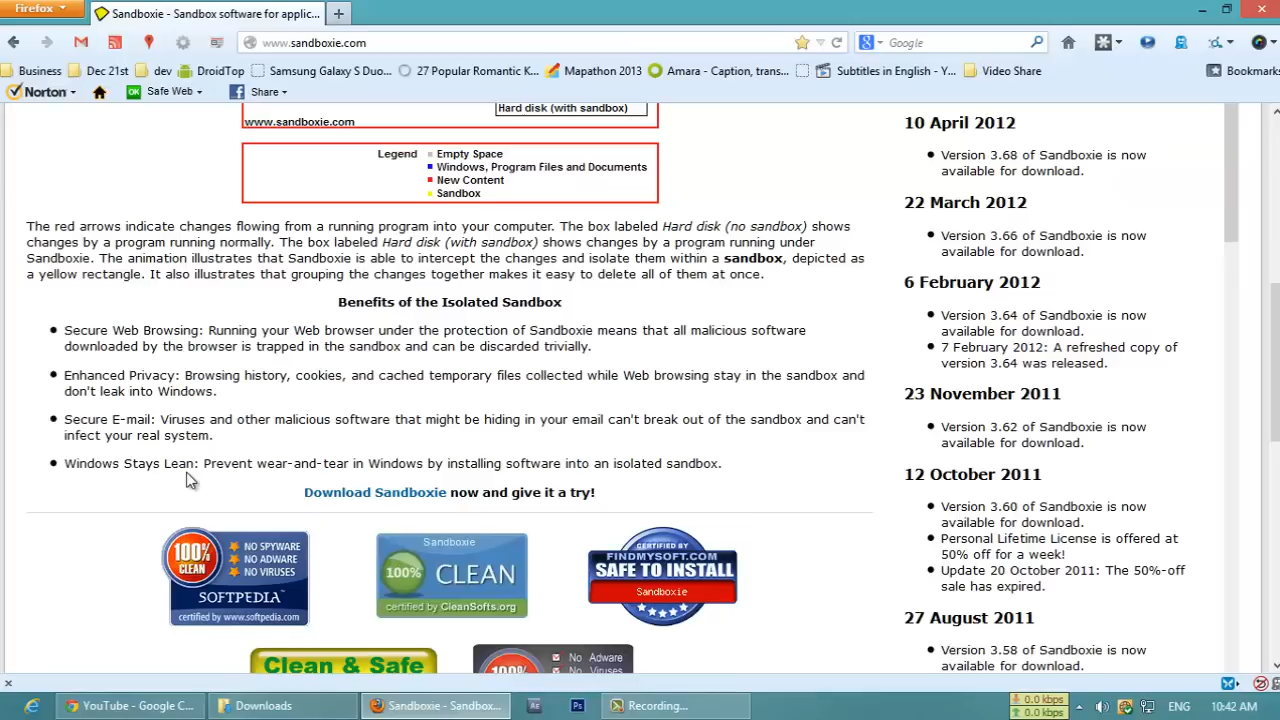 Firefox
Sandboxie - Sandbox software for applic...
www.sandboxie.com
Google
Business
Dec 21st
dev
DroidTop
Samsung Galaxy S Duo...
27 Popular Romantic K...
Mapathon 2013
Amara - Caption, trans...
Subtitles in English - Y...
Video Share
Bookmarks
Norton
OK
Safe Web
Share
Hard disk (with sandbox)
www.sandboxie.com
Legend
Empty Space
Windows, Program Files and Documents
New Content
Sandbox
The red arrows indicate changes flowing from a running program into your computer. The box labeled Hard disk (no sandbox) shows
changes by a program running normally. The box labeled Hard disk (with sandbox) shows changes by a program running under
Sandboxie. The animation illustrates that Sandboxie is able to intercept the changes and isolate them within a sandbox, depicted as
a yellow rectangle. It also illustrates that grouping the changes together makes it easy to delete all of them at once.
Benefits of the Isolated Sandbox
Secure Web Browsing: Running your Web browser under the protection of Sandboxie means that all malicious software
downloaded by the browser is trapped in the sandbox and can be discarded trivially.
Enhanced Privacy: Browsing history, cookies, and cached temporary files collected while Web browsing stay in the sandbox and
don't leak into Windows.
Secure E-mail: Viruses and other malicious software that might be hiding in your email can't break out of the sandbox and can't
infect your real system.
Windows Stays Lean: Prevent wear-and-tear in Windows by installing software into an isolated sandbox.
Download Sandboxie now and give it a try!
100% CLEAN
NO SPYWARE
NO ADWARE
NO VIRUSES
SOFTPEDIA
certified by www.softpedia.com
Sandboxie
100% CLEAN
certified by CleanSofts.org
CERTIFIED BY
FINDMYSOFT.COM
SAFE TO INSTALL
Sandboxie
Clean & Safe
100%
No Adware
No Viruses
10 April 2012
Version 3.68 of Sandboxie is now
available for download.
22 March 2012
Version 3.66 of Sandboxie is now
available for download.
6 February 2012
Version 3.64 of Sandboxie is now
available for download.
7 February 2012: A refreshed copy of
version 3.64 was released.
23 November 2011
Version 3.62 of Sandboxie is now
available for download.
12 October 2011
Version 3.60 of Sandboxie is now
available for download.
Personal Lifetime License is offered at
50% off for a week!
Update 20 October 2011: The 50%-off
sale has expired.
27 August 2011
Version 3.58 of Sandboxie is now
available for download.
YouTube - Google C...
Downloads
Sandboxie - Sandbox...
Ae
Ps
Recording...
0.0 kbps
0.0 kbps
ENG
10:42 AM